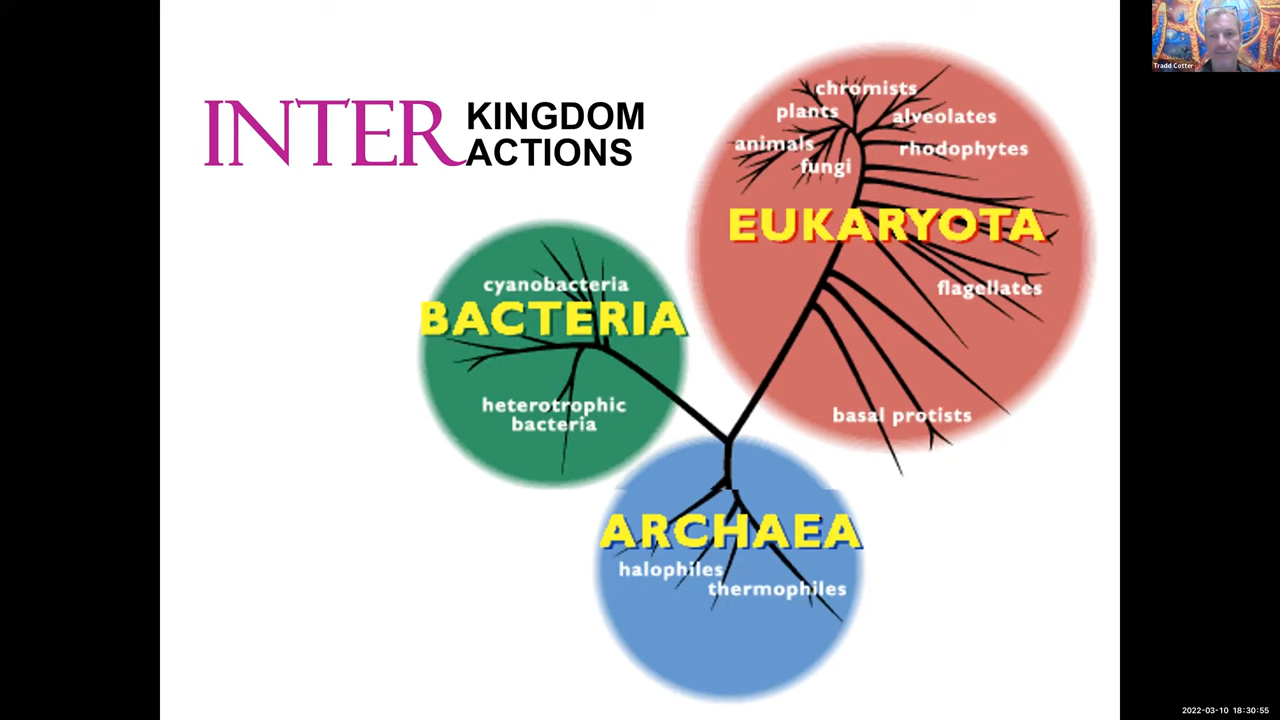 INTER KINGDOM
ACTIONS
chromists
plants
alveolates
animals
rhodophytes
fungi
EUKARYOTA
flagellates
basal protists
cyanobacteria
BACTERIA
heterotrophic
bacteria
ARCHAEA
halophiles
thermophiles
Tradd Cotter
2022-03-10 18:30:55